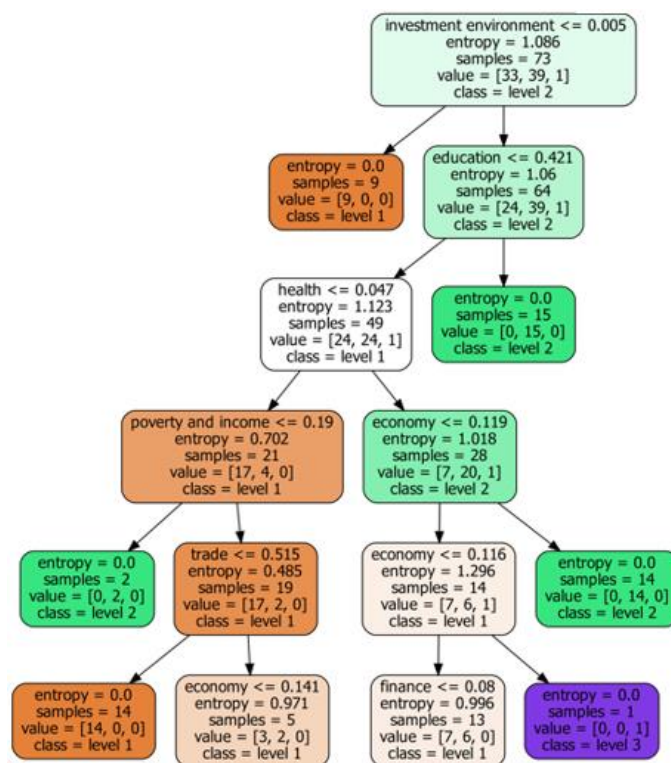 investment environment <= 0.005
entropy = 1.086
samples = 73
value = [33, 39, 1]
class = level 2
entropy = 0.0
samples = 9
value = [9, 0, 0]
class = level 1
education <= 0.421
entropy = 1.06
samples = 64
value = [24, 39, 1]
class = level 2
health <= 0.047
entropy = 1.123
samples = 49
value = [24, 24, 1]
class = level 1
entropy = 0.0
samples = 15
value = [0, 15, 0]
class = level 2
poverty and income <= 0.19
entropy = 0.702
samples = 21
value = [17, 4, 0]
class = level 1
economy <= 0.119
entropy = 1.018
samples = 28
value = [7, 20, 1]
class = level 2
entropy = 0.0
samples = 2
value = [0, 2, 0]
class = level 2
trade <= 0.515
entropy = 0.485
samples = 19
value = [17, 2, 0]
class = level 1
economy <= 0.116
entropy = 1.296
samples = 14
value = [7, 6, 1]
class = level 1
entropy = 0.0
samples = 14
value = [0, 14, 0]
class = level 2
entropy = 0.0
samples = 14
value = [14, 0, 0]
class = level 1
economy <= 0.141
entropy = 0.971
samples = 5
value = [3, 2, 0]
class = level 1
finance <= 0.08
entropy = 0.996
samples = 13
value = [7, 6, 0]
class = level 1
entropy = 0.0
samples = 1
value = [0, 0, 1]
class = level 3